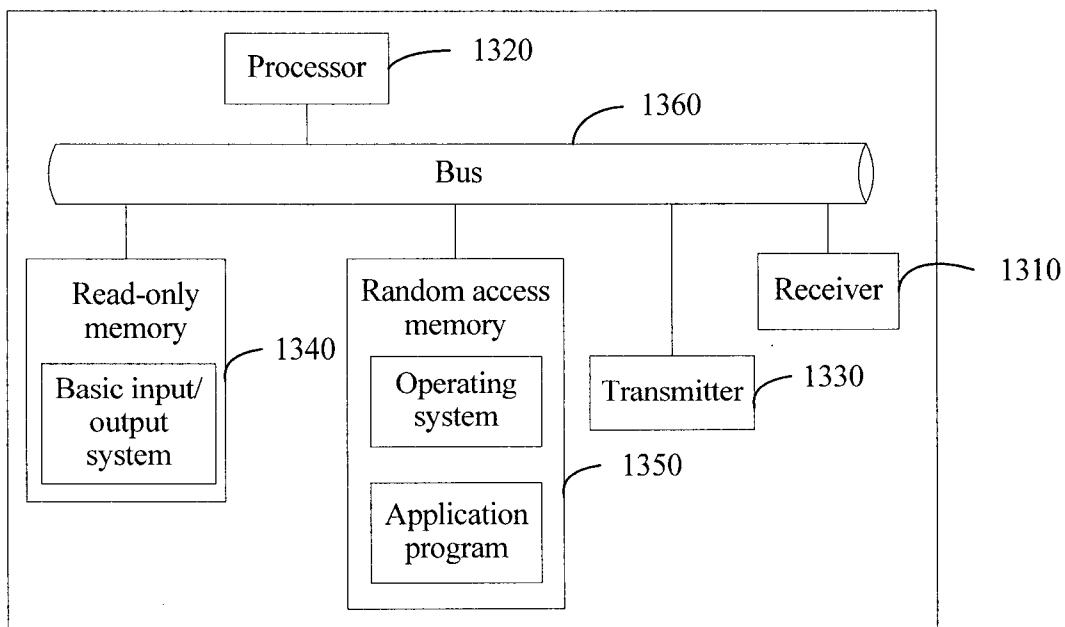 Processor
1320
1360
Bus
Read-only
memory
1340
Basic input/
output
system
Random access
memory
Operating
system
Application
program
1350
Transmitter
1330
Receiver
1310